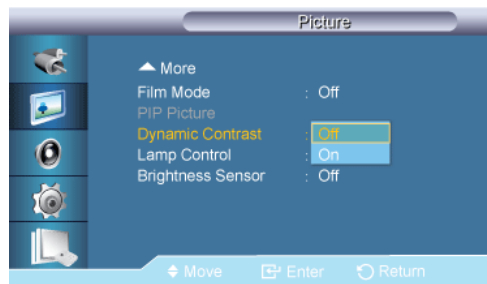 Picture
More
Film Mode : Off
PIP Picture
Dynamic Contrast : Off
Lamp Control : On
Brightness Sensor : Off
Move Enter Return